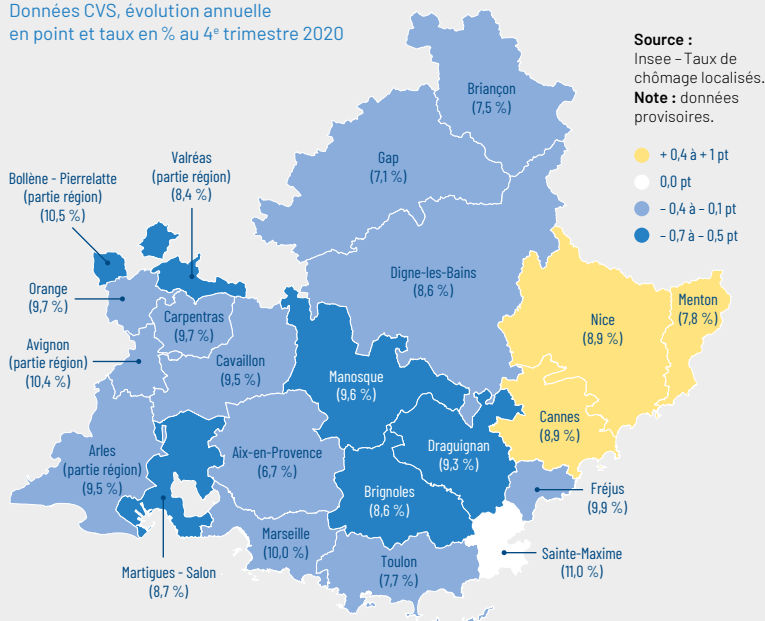 Données CVS, évolution annuelle
en point et taux en % au 4e trimestre 2020
Source :
Insee – Taux de
chômage localisés.
Note : données
provisoires.
+ 0,4 à + 1 pt
0,0 pt
– 0,4 à – 0,1 pt
– 0,7 à – 0,5 pt
Briançon
(7,5 %)
Gap
(7,1 %)
Valréas
(partie région)
(8,4 %)
Bollène - Pierrelatte
(partie région)
(10,5 %)
Digne-les-Bains
(8,6 %)
Orange
(9,7 %)
Carpentras
(9,7 %)
Menton
(7,8 %)
Nice
(8,9 %)
Avignon
(partie région)
(10,4 %)
Cavaillon
(9,5 %)
Manosque
(9,6 %)
Cannes
(8,9 %)
Arles
(partie région)
(9,5 %)
Aix-en-Provence
(6,7 %)
Draguignan
(9,3 %)
Brignoles
(8,6 %)
Fréjus
(9,9 %)
Marseille
(10,0 %)
Sainte-Maxime
(11,0 %)
Toulon
(7,7 %)
Martigues - Salon
(8,7 %)